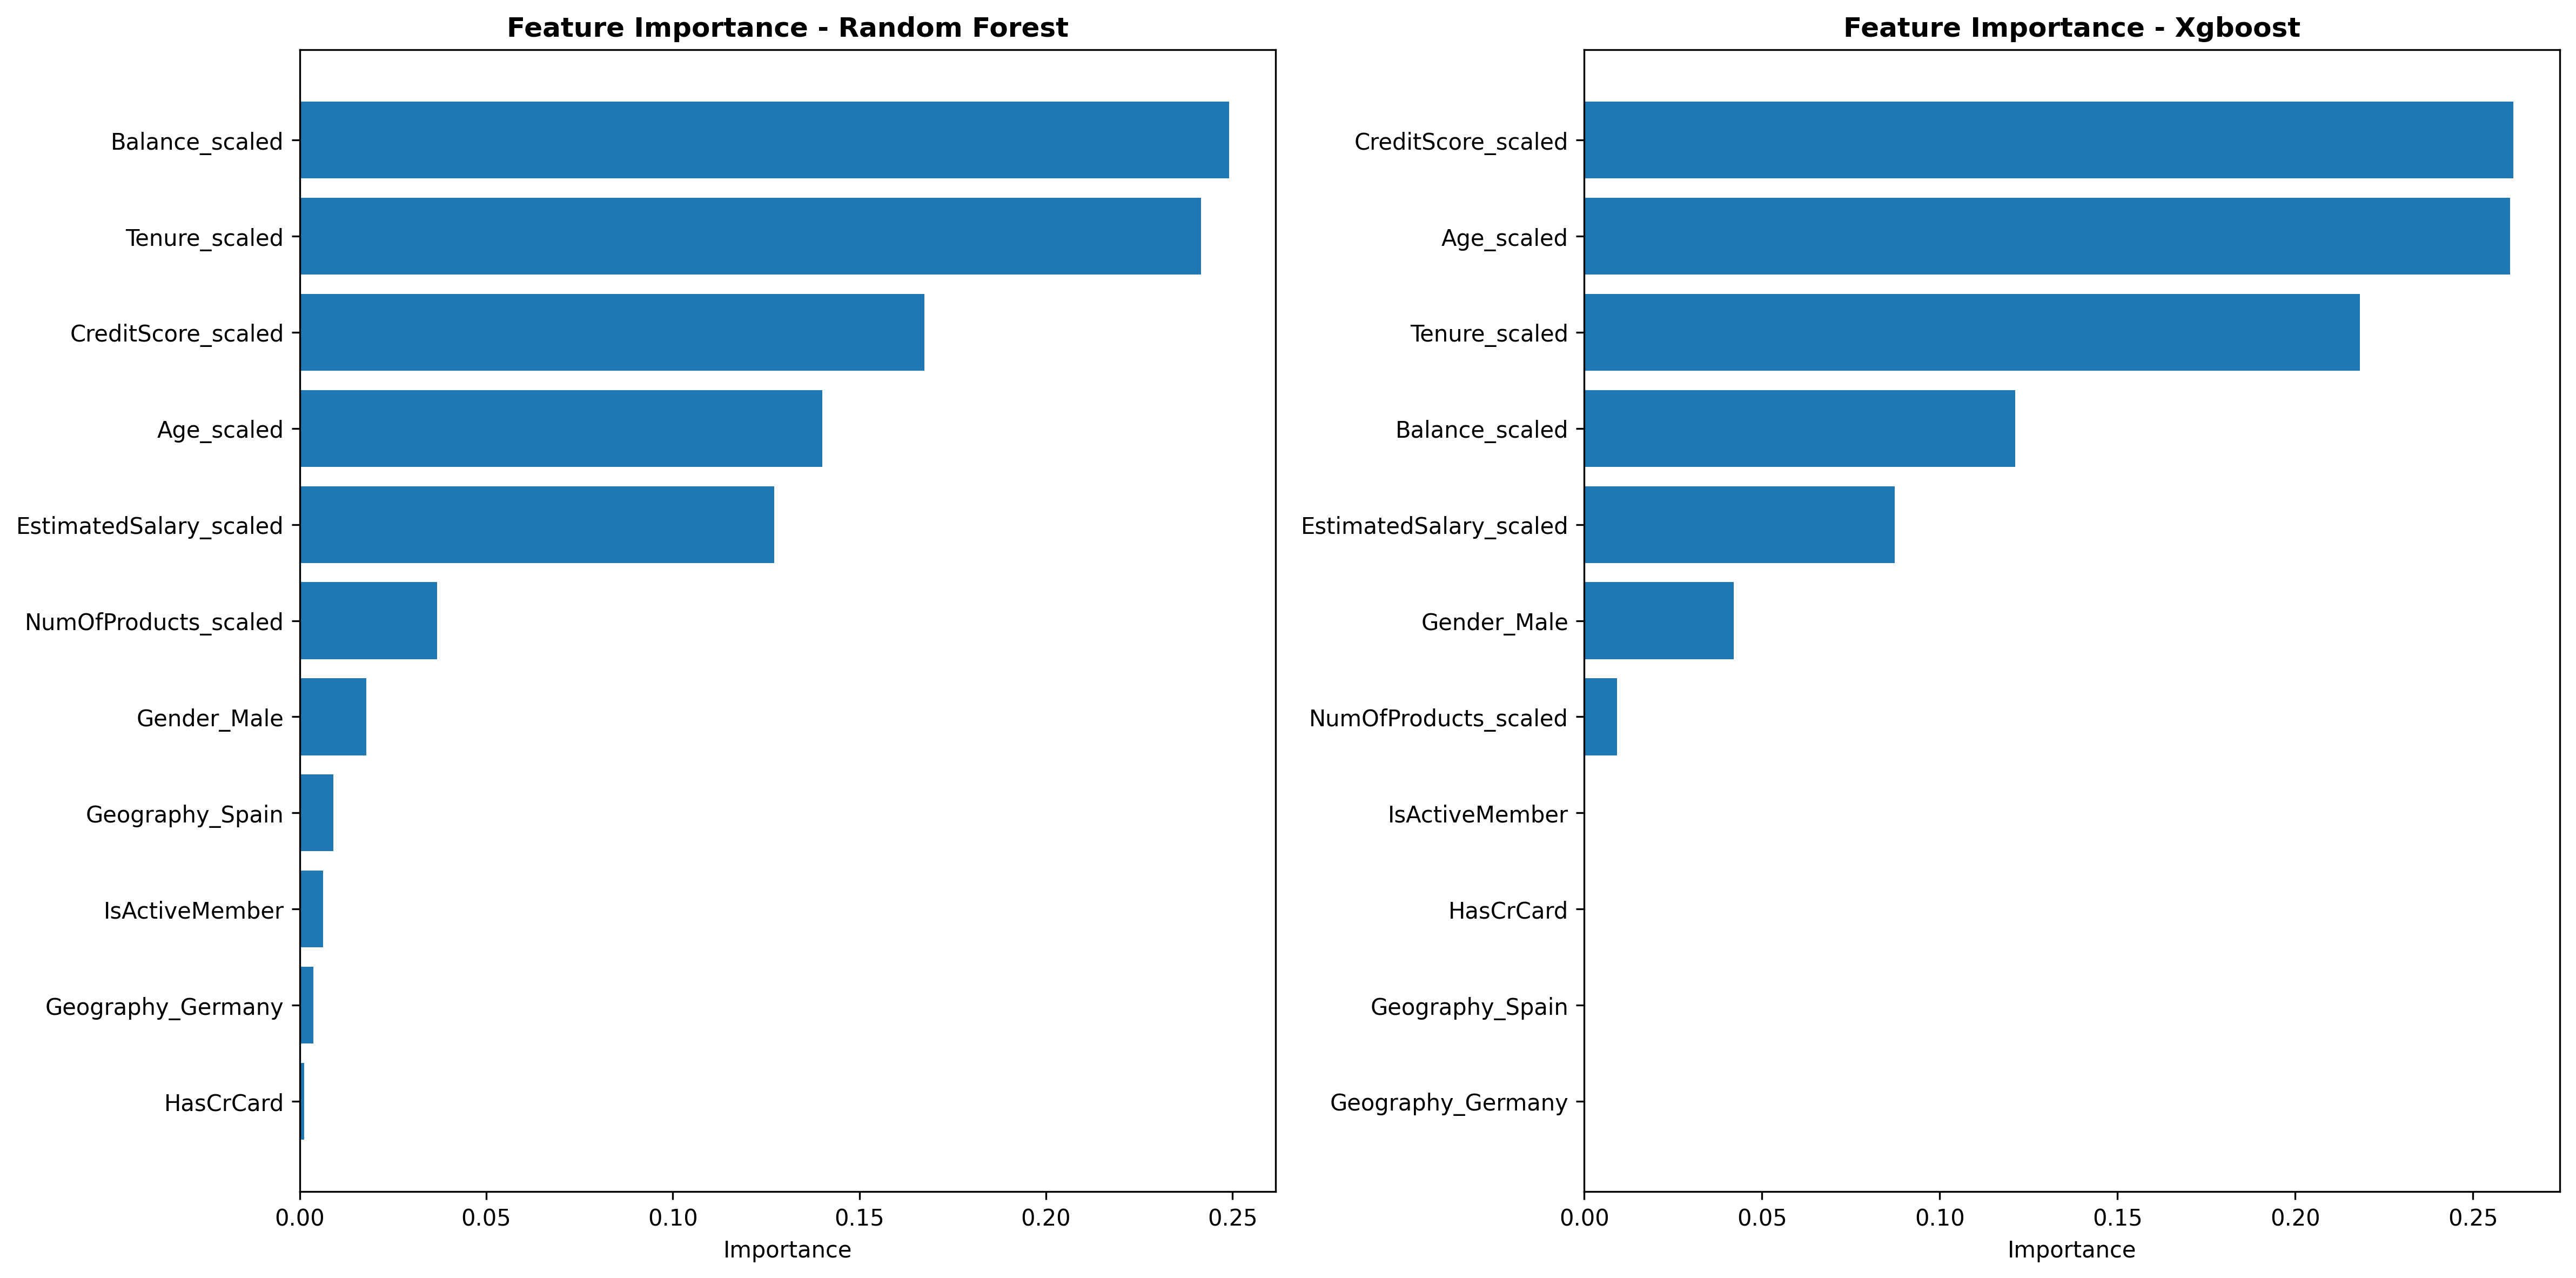 Feature Importance - Random Forest
Balance_scaled
Tenure_scaled
CreditScore_scaled
Age_scaled
EstimatedSalary_scaled
NumOfProducts_scaled
Gender_Male
Geography_Spain
IsActiveMember
Geography_Germany
HasCrCard
0.00 0.05 0.10 0.15 0.20 0.25
Importance
Feature Importance - Xgboost
CreditScore_scaled
Age_scaled
Tenure_scaled
Balance_scaled
EstimatedSalary_scaled
Gender_Male
NumOfProducts_scaled
IsActiveMember
HasCrCard
Geography_Spain
Geography_Germany
0.00 0.05 0.10 0.15 0.20 0.25
Importance